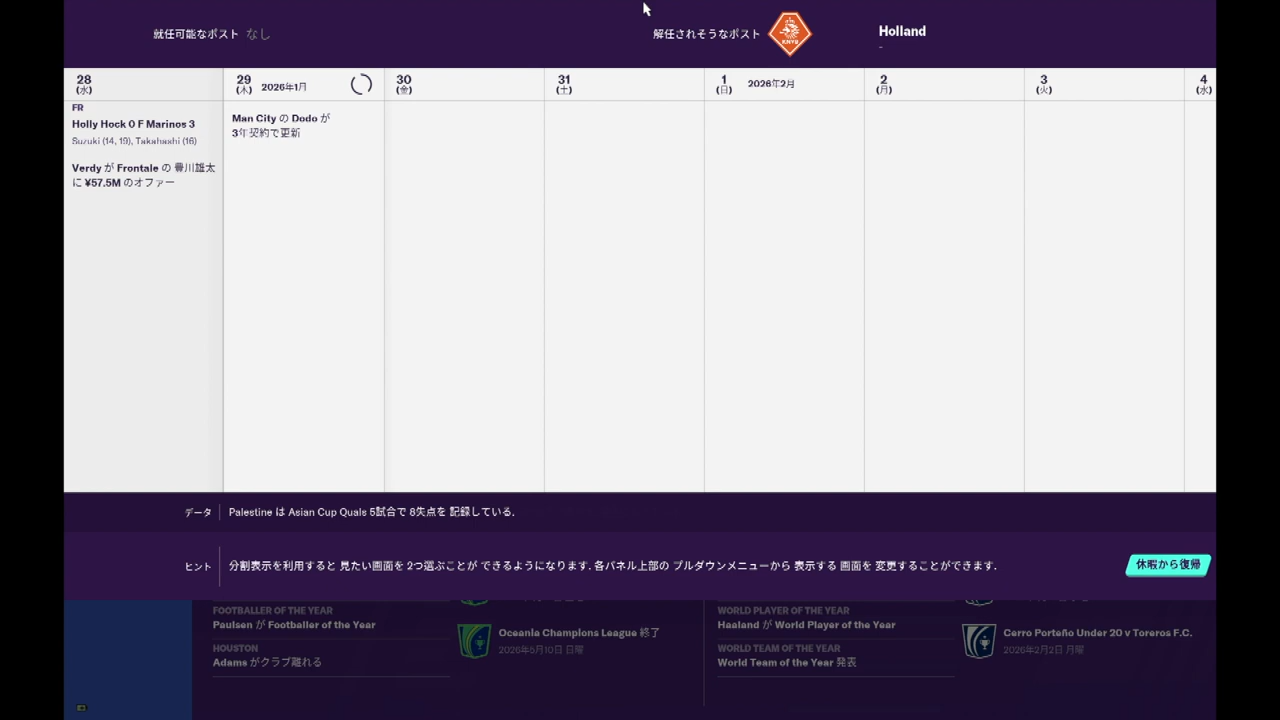 就任可能なポスト なし
解任されそうなポスト
KNVB
Holland
-
28
(水)
29
(木)
2026年1月
30
(金)
31
(土)
1
(日)
2026年2月
2
(月)
3
(火)
4
(水)
FR
Holly Hock 0 F Marinos 3
Suzuki (14, 19), Takahashi (16)
Verdy が Frontale の 豊川雄太
に ¥57.5M のオファー
Man City の Dodo が
3年契約で更新
データ
Palestine は Asian Cup Quals 5試合で 8失点を 記録している.
ヒント
分割表示を利用すると 見たい画面を 2つ選ぶことが できるようになります. 各パネル上部の プルダウンメニューから 表示する 画面を 変更することができます.
休暇から復帰
FOOTBALLER OF THE YEAR
Paulsen が Footballer of the Year
HOUSTON
Adams がクラブ離れる
Oceania Champions League 終了
2026年5月10日 日曜
WORLD PLAYER OF THE YEAR
Haaland が World Player of the Year
WORLD TEAM OF THE YEAR
World Team of the Year 発表
Cerro Porteño Under 20 v Toreros F.C.
2026年2月2日 月曜